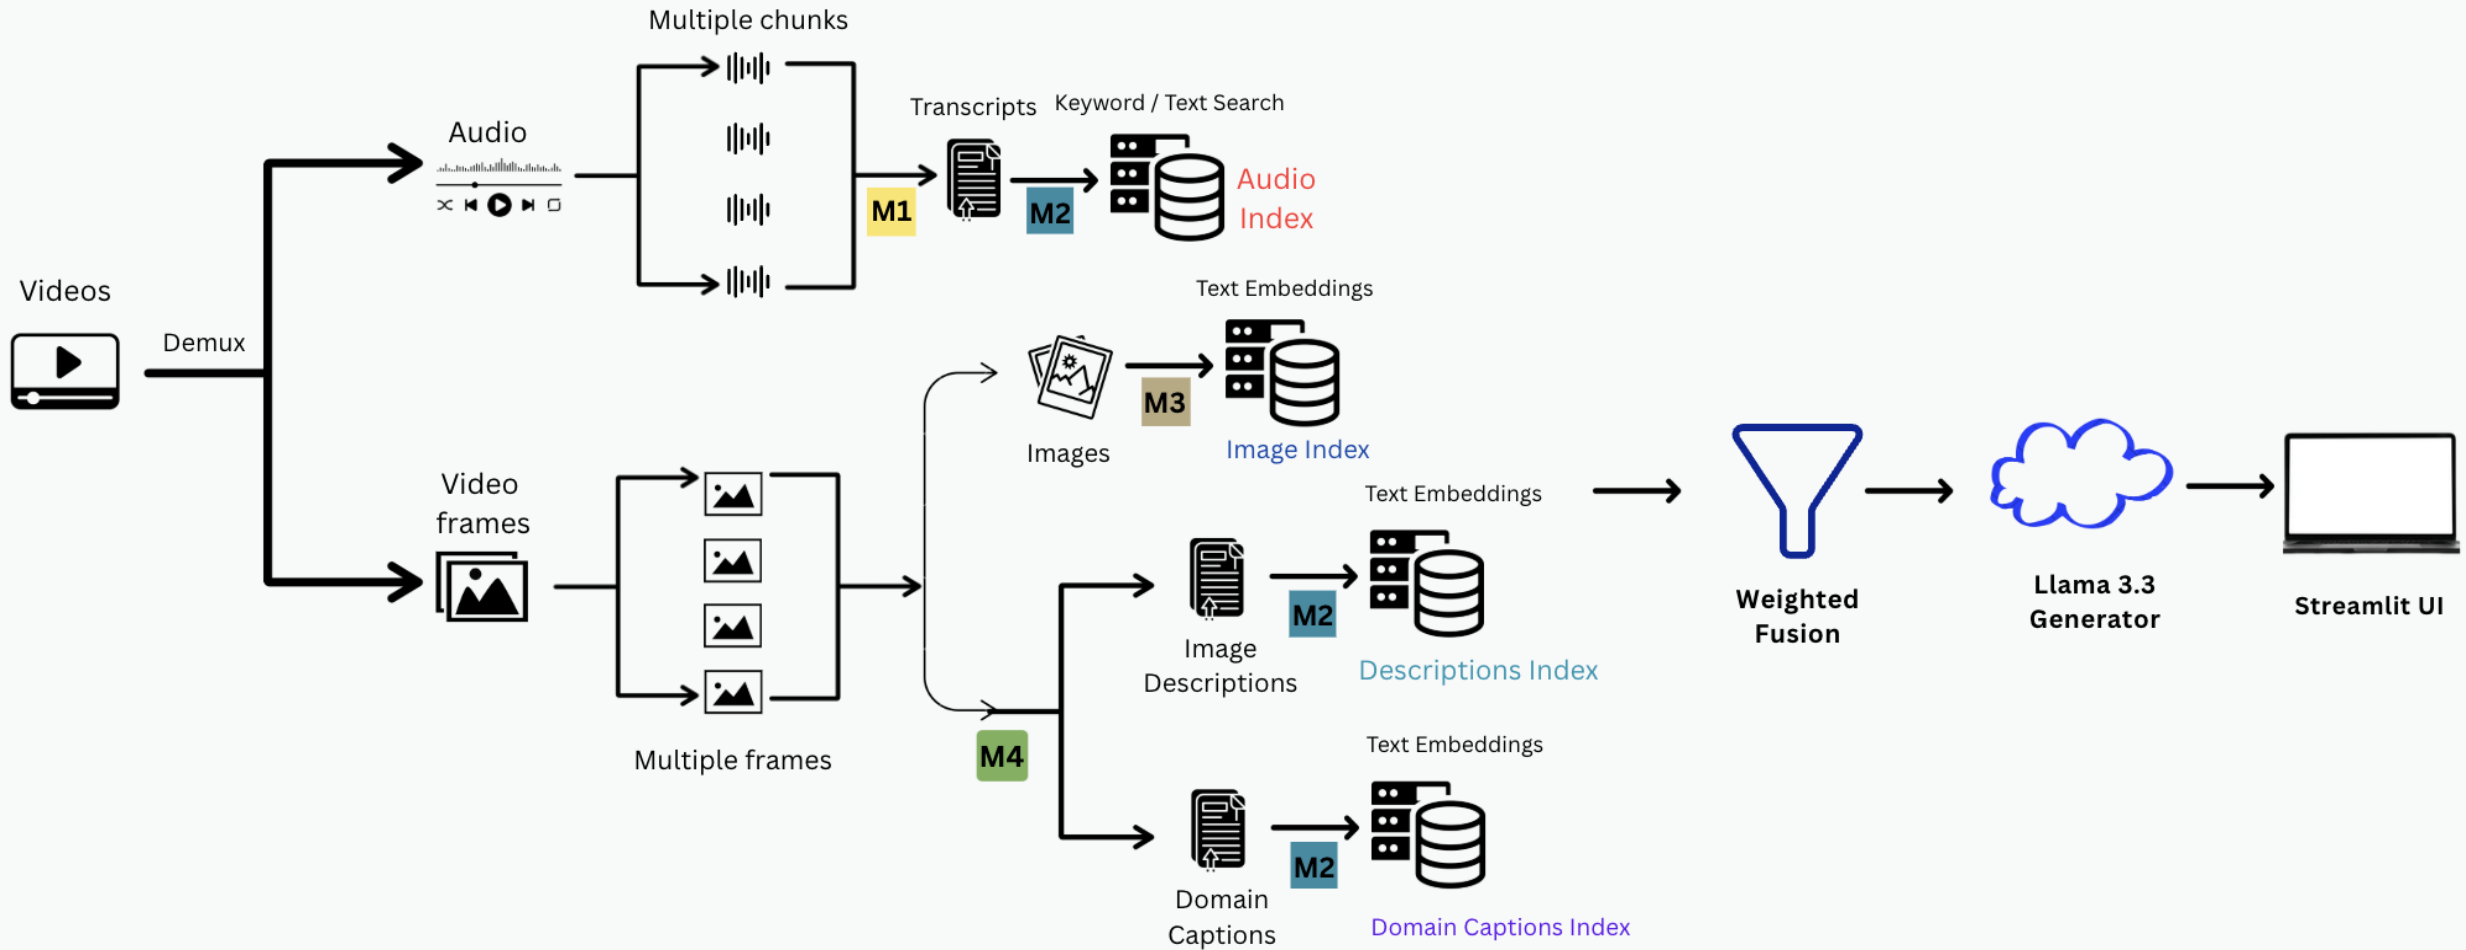 Multiple chunks
Audio
M1
Transcripts
M2
Keyword / Text Search
Audio
Index
Videos
Demux
Video
frames
Multiple frames
Images
M3
Text Embeddings
Image Index
M4
Image
Descriptions
M2
Text Embeddings
Descriptions Index
Domain
Captions
M2
Text Embeddings
Domain Captions Index
Weighted
Fusion
Llama 3.3
Generator
Streamlit UI